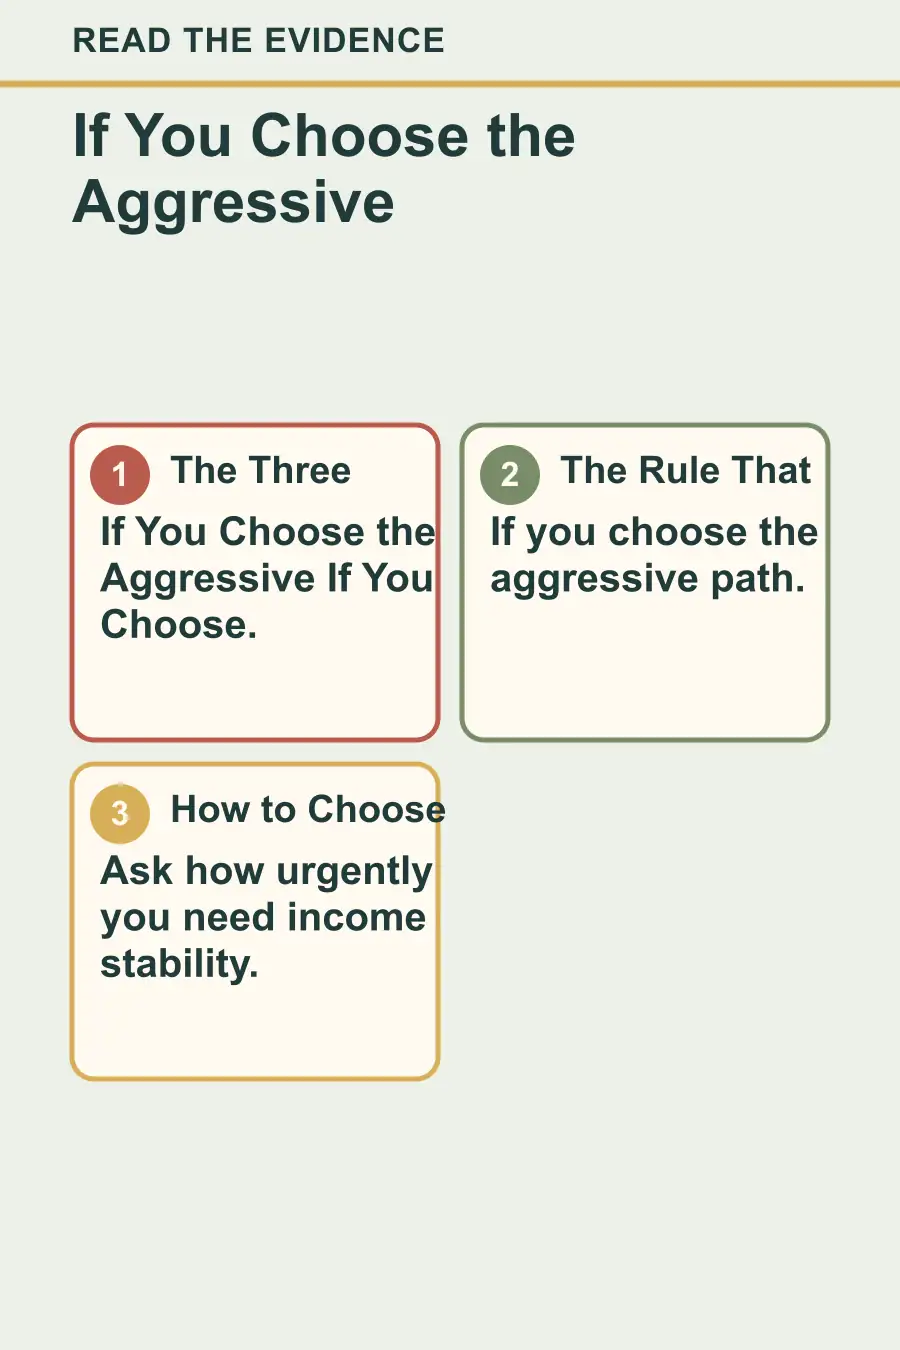 READ THE EVIDENCE
If You Choose the
Aggressive
1
The Three
If You Choose the
Aggressive If You
Choose.
2
The Rule That
If you choose the
aggressive path.
3
How to Choose
Ask how urgently
you need income
stability.